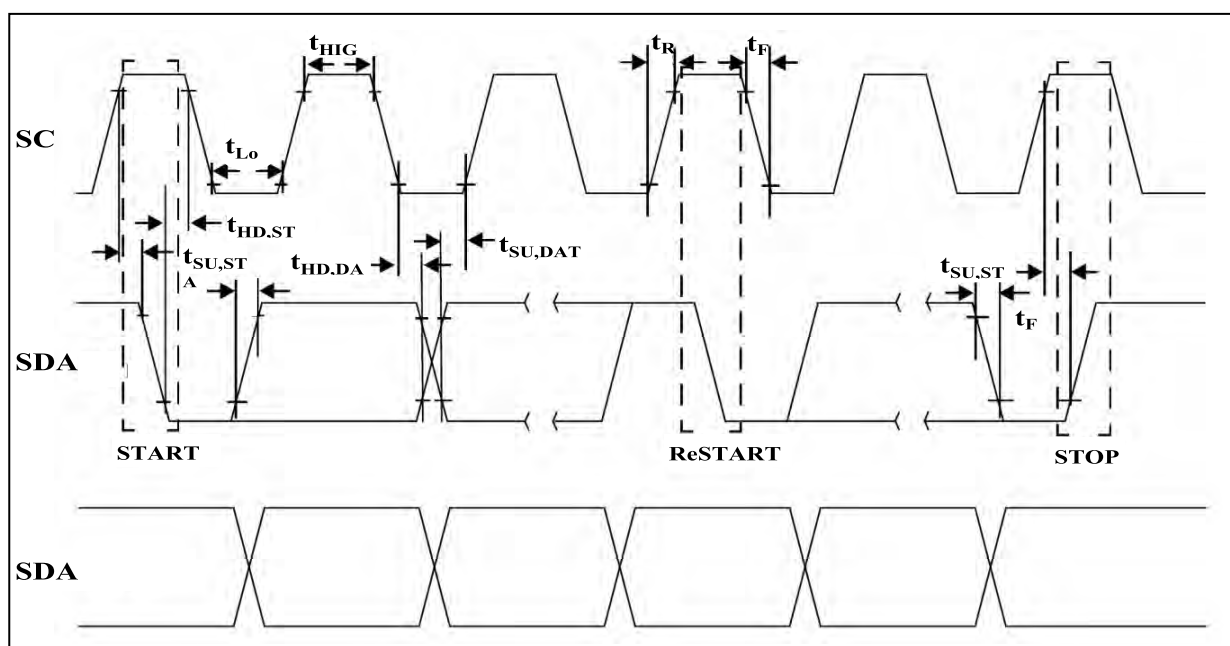 tHIG
tR
tF
SC
tLo
tHD,ST
tSU,ST
A
tHD,DA
tSU,DAT
tSU,ST
tF
SDA
START
ReSTART
STOP
SDA